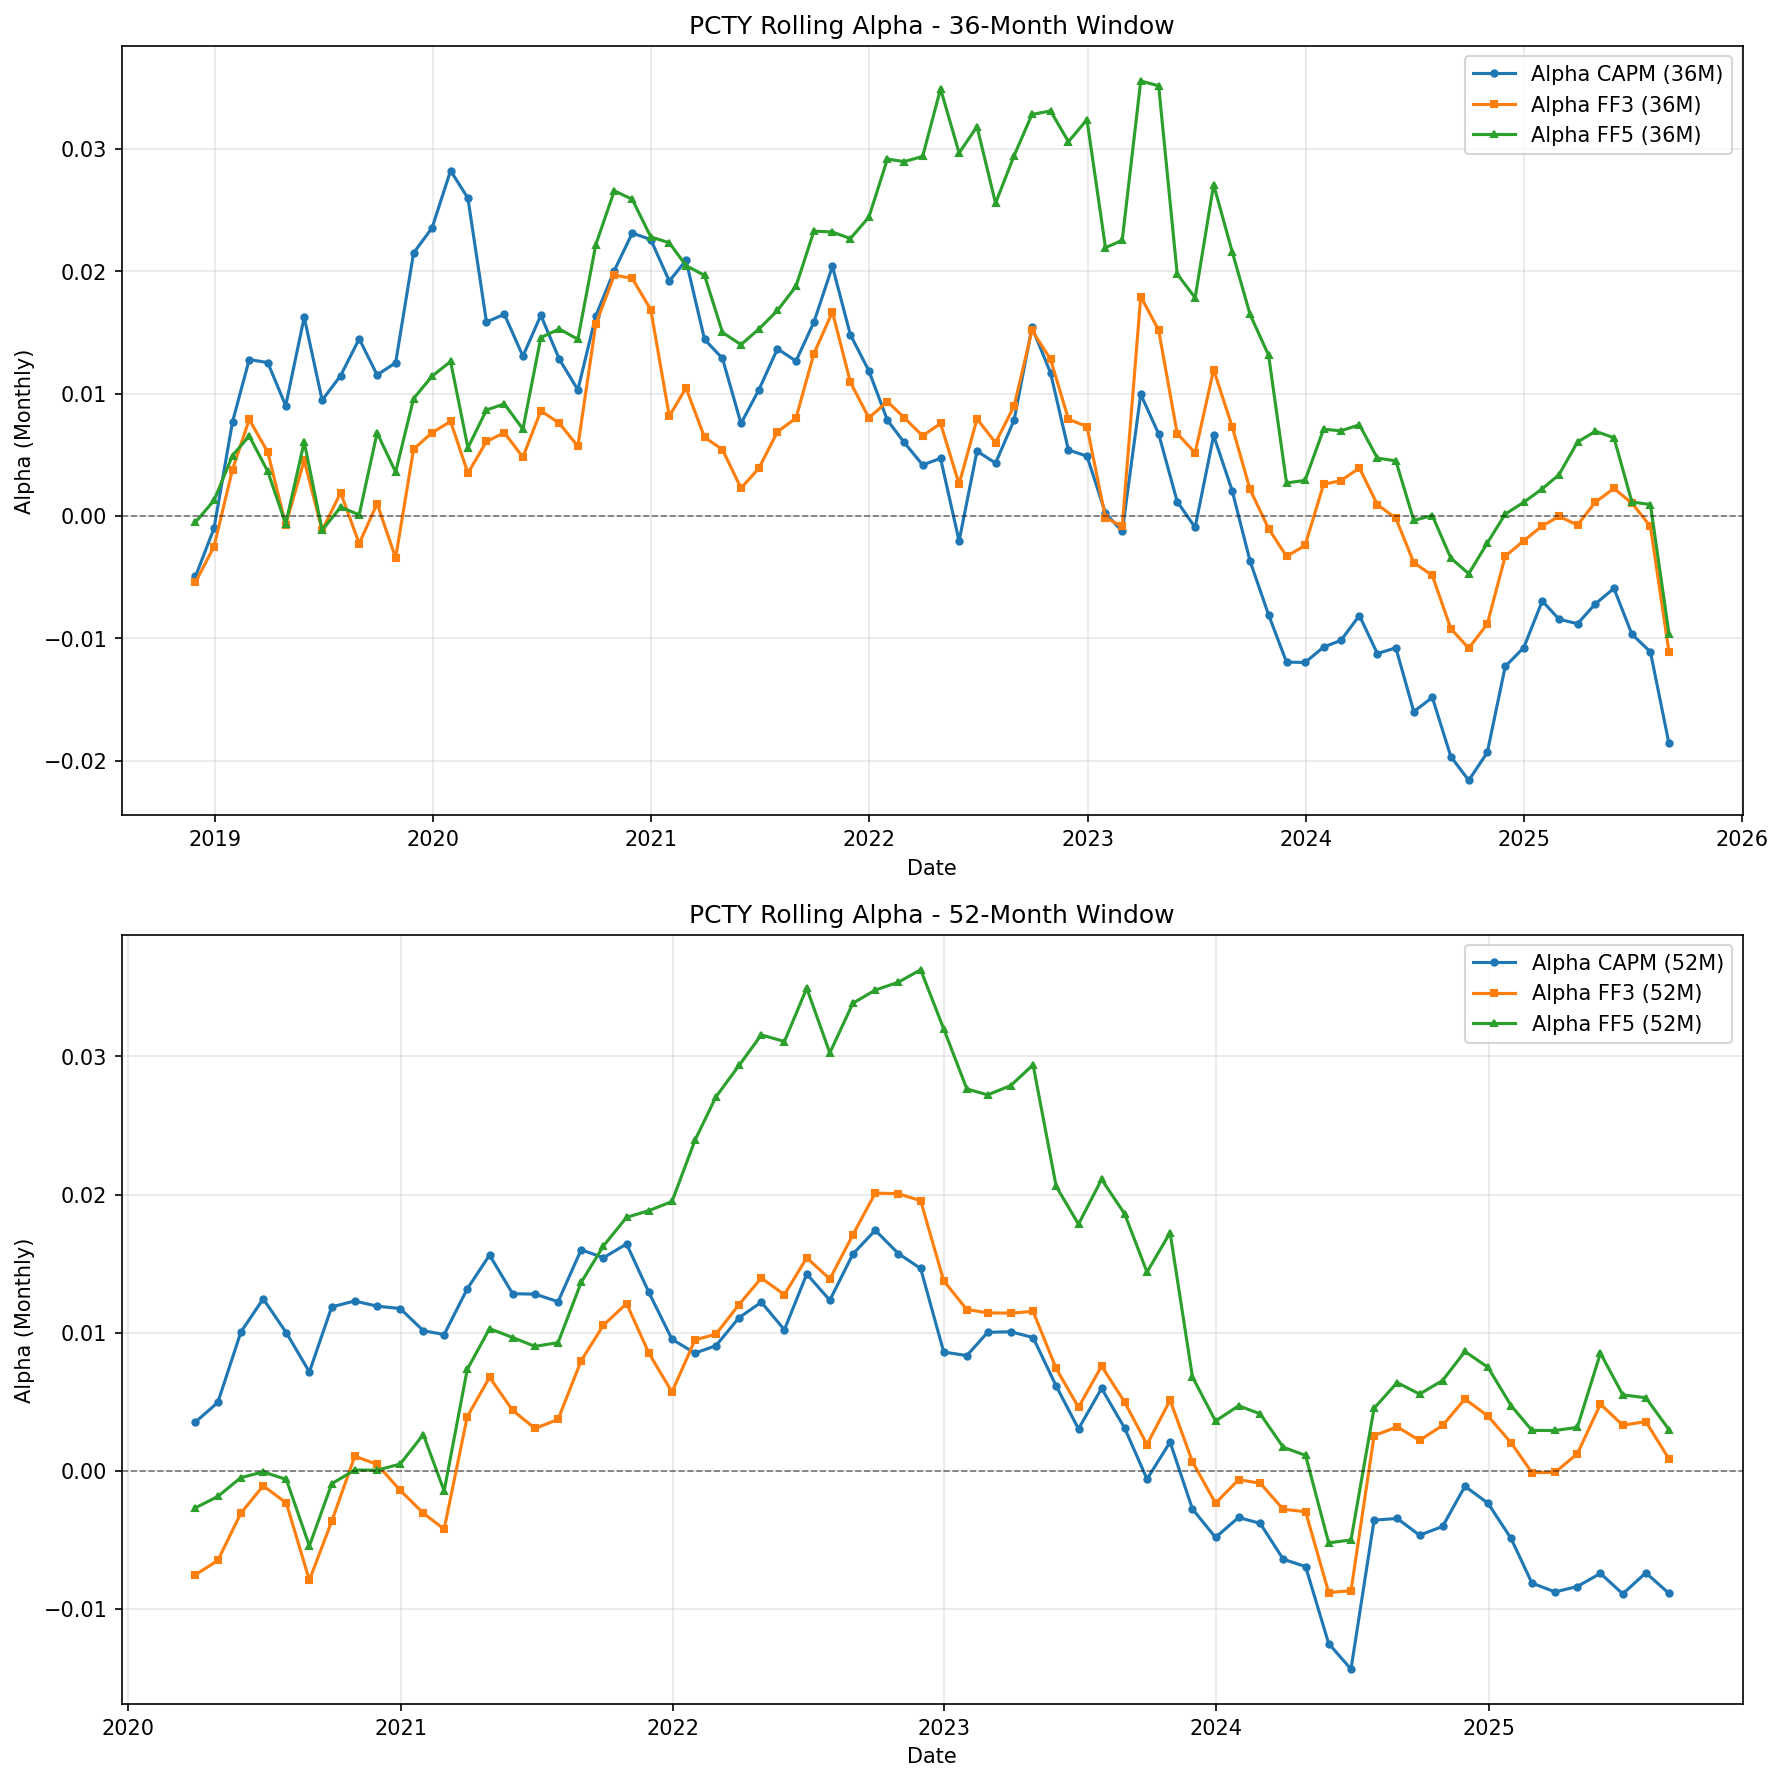 PCTY Rolling Alpha - 36-Month Window
Alpha CAPM (36M)
Alpha FF3 (36M)
Alpha FF5 (36M)
Alpha (Monthly)
0.03
0.02
0.01
0.00
−0.01
−0.02
2019 2020 2021 2022 2023 2024 2025 2026
Date
PCTY Rolling Alpha - 52-Month Window
Alpha CAPM (52M)
Alpha FF3 (52M)
Alpha FF5 (52M)
Alpha (Monthly)
0.03
0.02
0.01
0.00
−0.01
2020 2021 2022 2023 2024 2025
Date